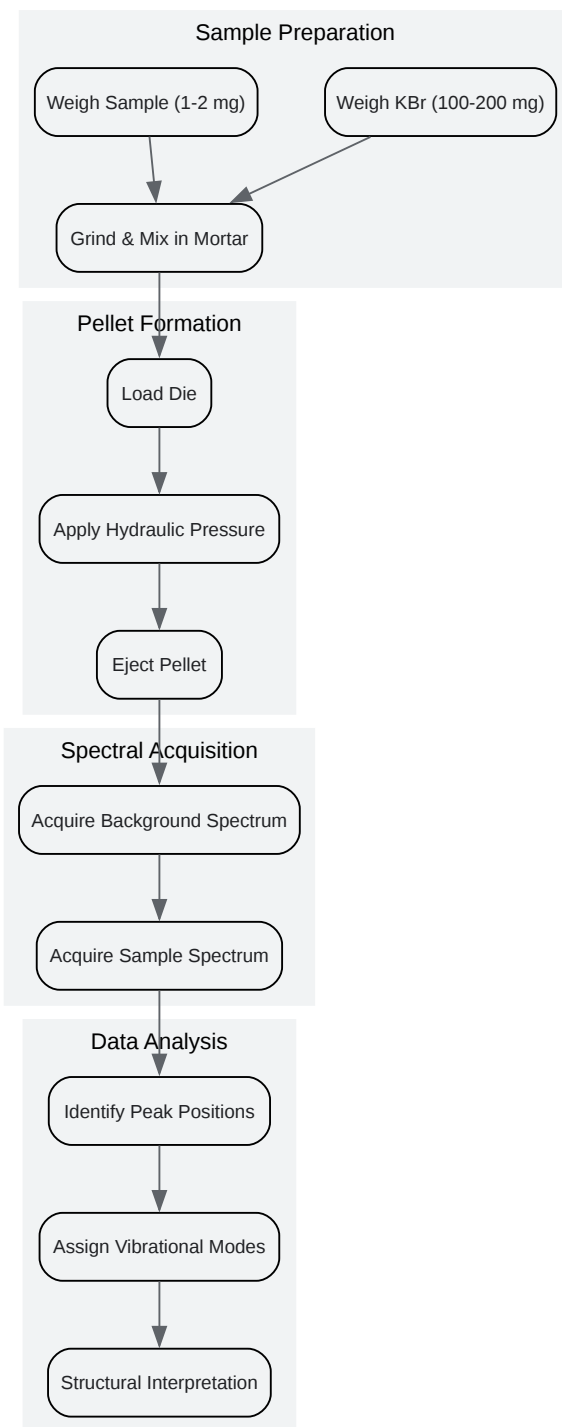 Sample Preparation
Weigh Sample (1-2 mg)
Weigh KBr (100-200 mg)
Grind & Mix in Mortar
Pellet Formation
Load Die
Apply Hydraulic Pressure
Eject Pellet
Spectral Acquisition
Acquire Background Spectrum
Acquire Sample Spectrum
Data Analysis
Identify Peak Positions
Assign Vibrational Modes
Structural Interpretation